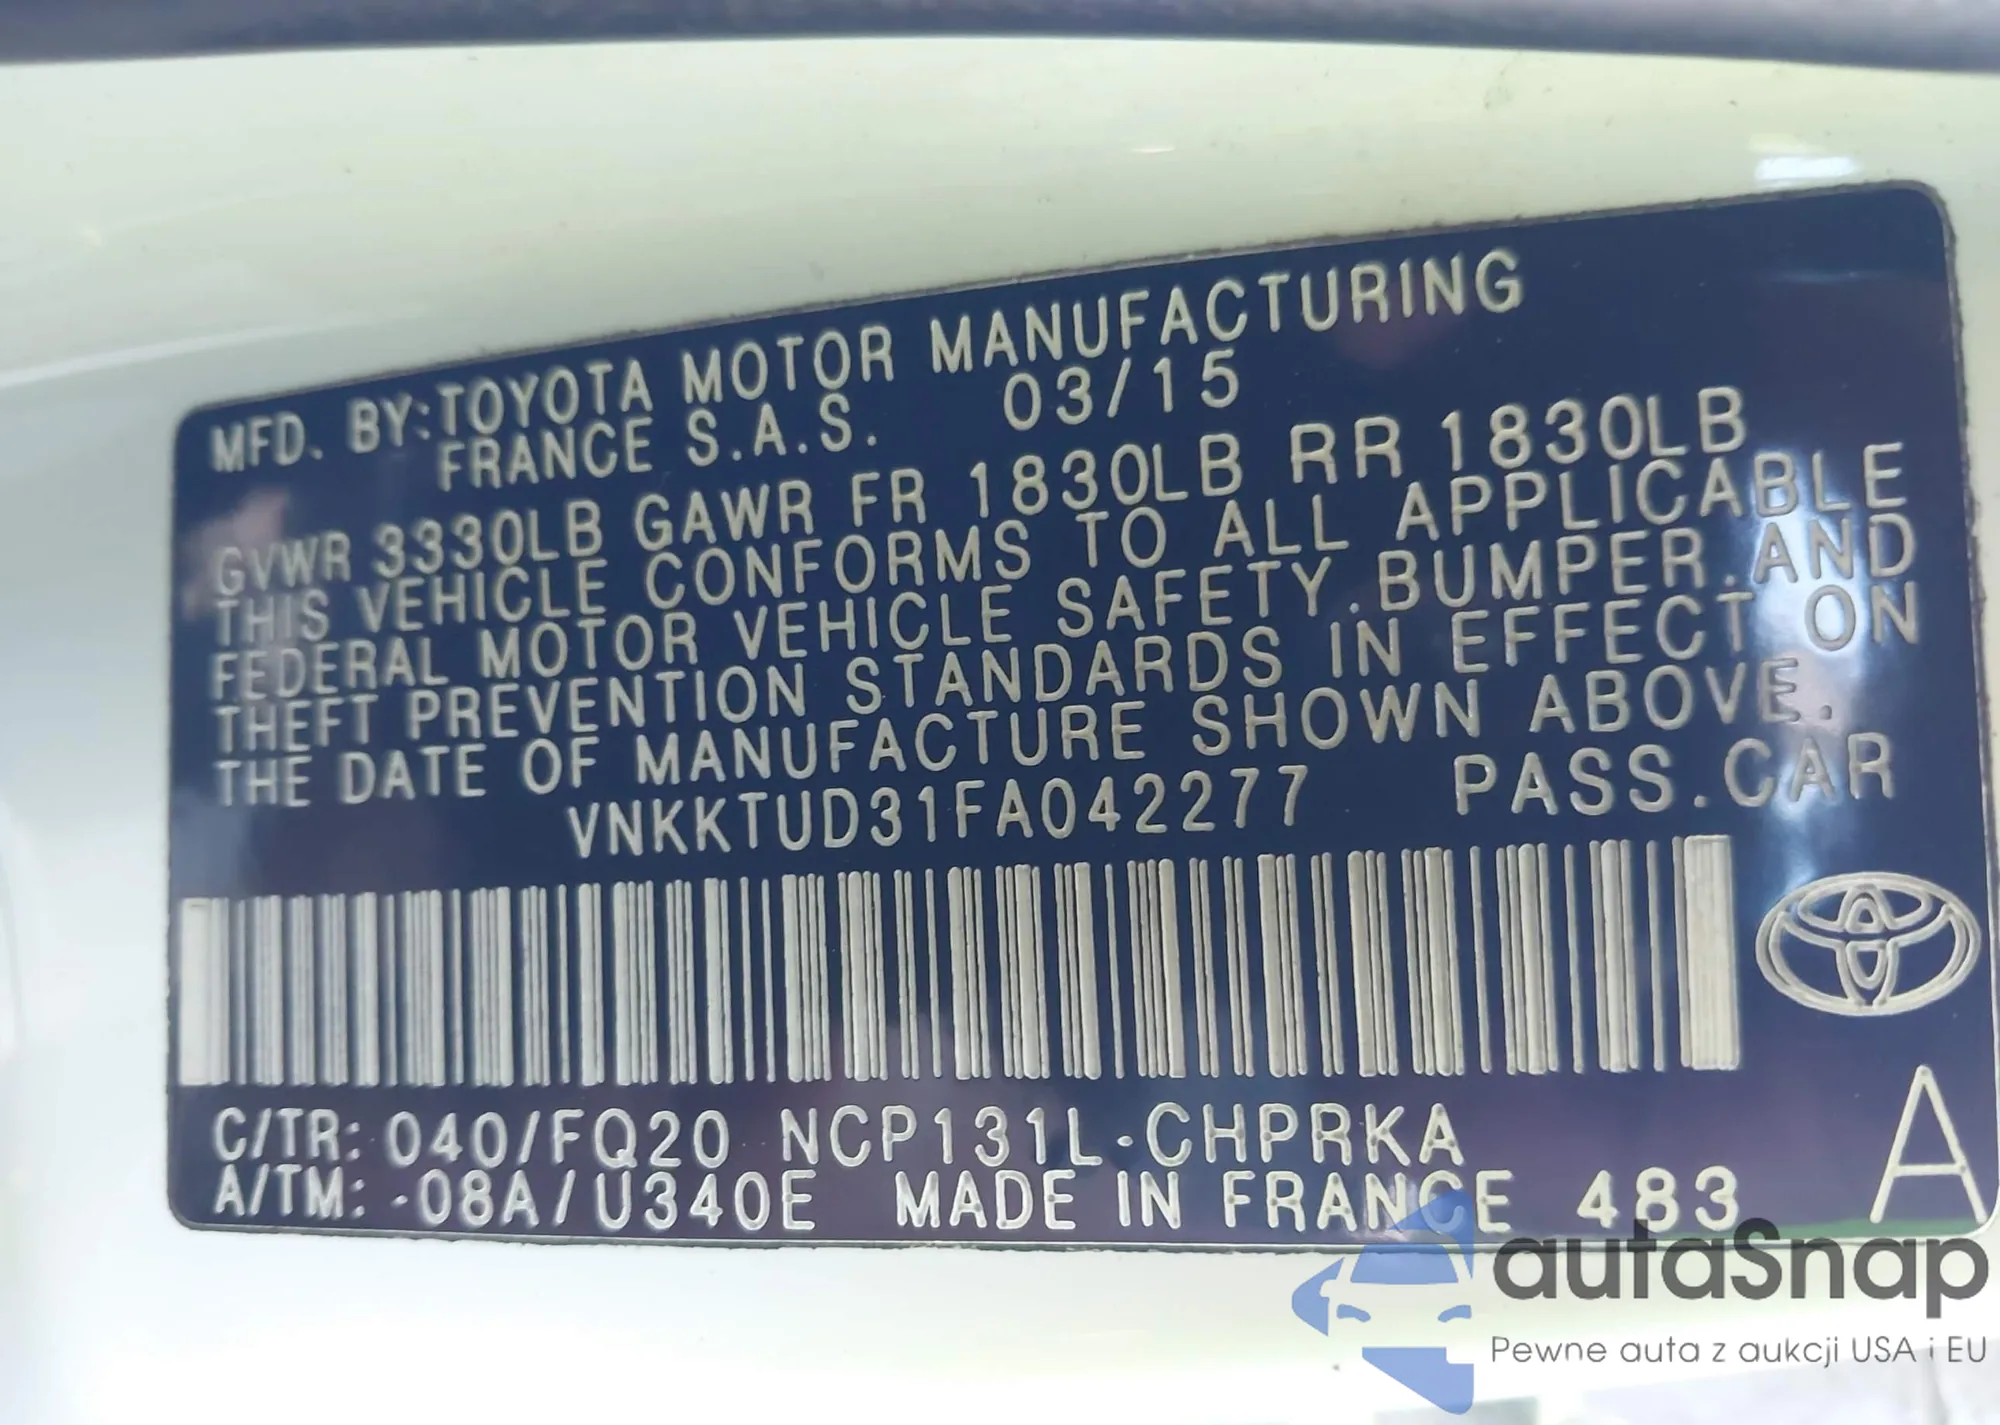 MFD. BY:TOYOTA MOTOR MANUFACTURING
FRANCE S.A.S. 03/15
GVWR 3330LB GAWR FR 1830LB RR 1830LB
THIS VEHICLE CONFORMS TO ALL APPLICABLE
FEDERAL MOTOR VEHICLE SAFETY.BUMPER.AND
THEFT PREVENTION STANDARDS IN EFFECT ON
THE DATE OF MANUFACTURE SHOWN ABOVE.
VNKKTUD31FA042277 PASS.CAR
C/TR: 040/FQ20 NCP131L-CHPRKA
A/TM: -08A/U340E MADE IN FRANCE 483
A
autaSnap
Pewne auta z aukcji USA i EU